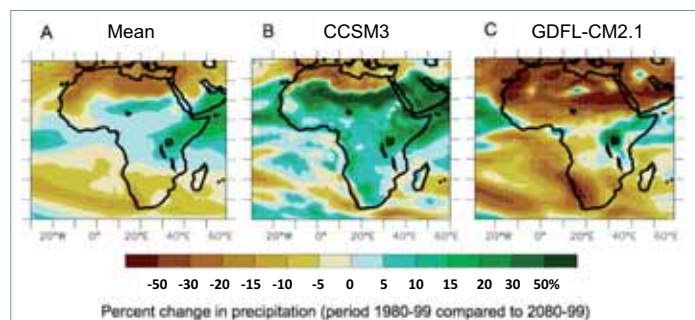 A Mean B CCSM3 C GDFL-CM2.1
20°W 0° 20°E 40°E 60°E 20°W 0° 20°E 40°E 60°E 20°W 0° 20°E 40°E 60°E
-50 -30 -20 -15 -10 -5 0 5 10 15 20 30 50%
Percent change in precipitation (period 1980-99 compared to 2080-99)